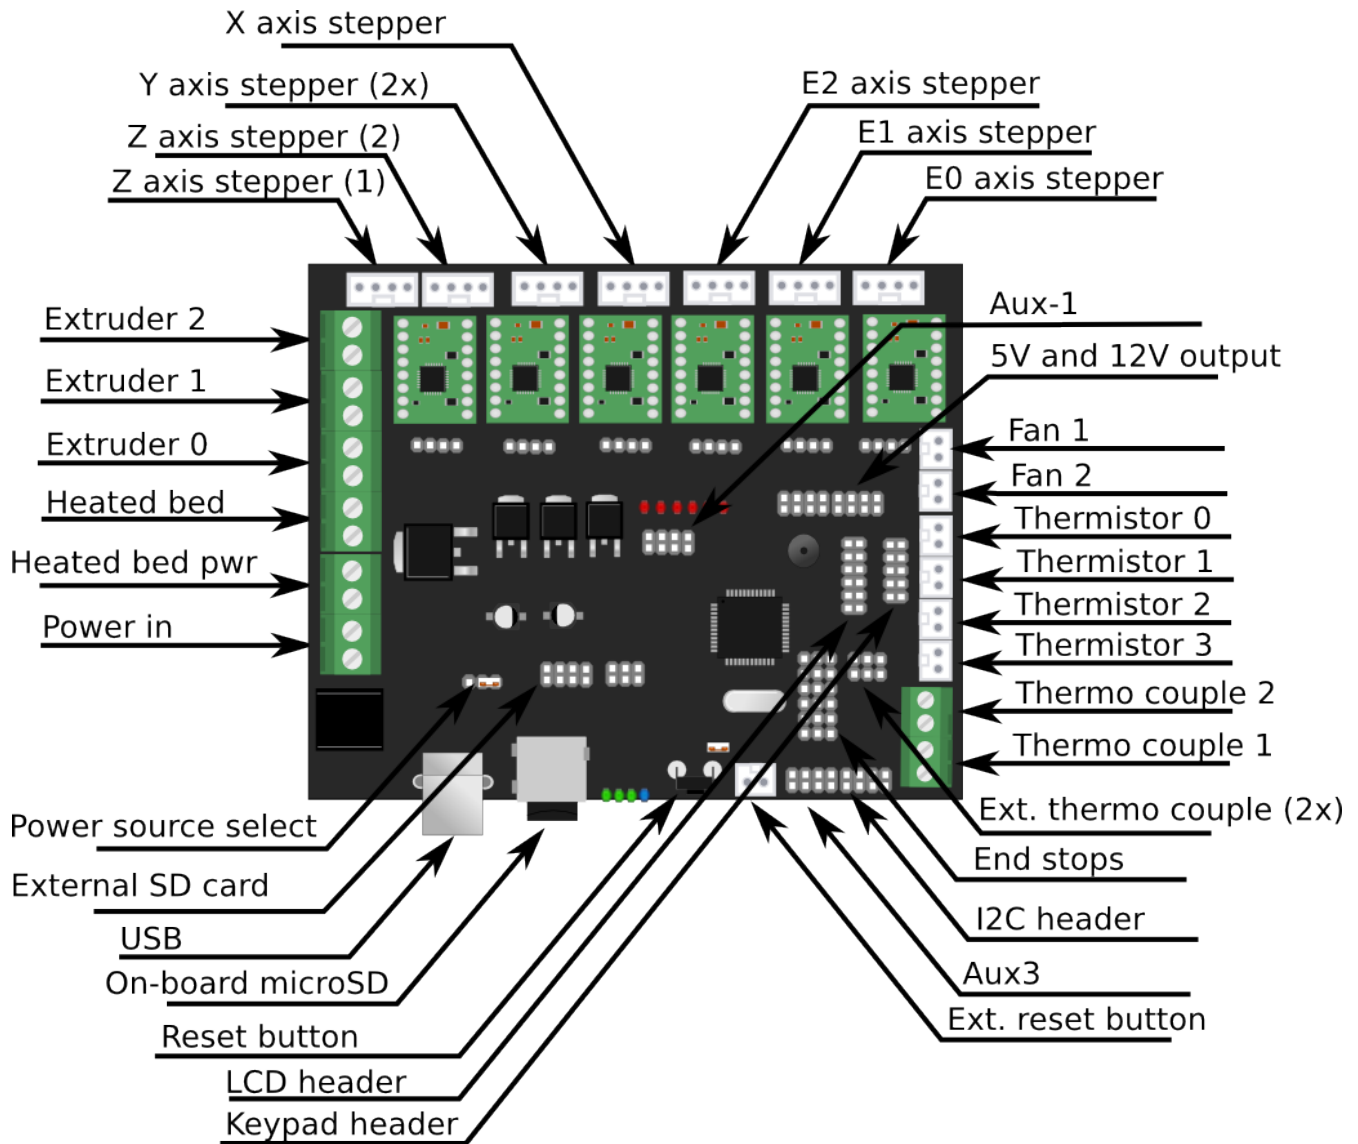 X axis stepper
Y axis stepper (2x)
Z axis stepper (2)
Z axis stepper (1)
E2 axis stepper
E1 axis stepper
E0 axis stepper
Extruder 2
Extruder 1
Extruder 0
Heated bed
Heated bed pwr
Power in
Aux-1
5V and 12V output
Fan 1
Fan 2
Thermistor 0
Thermistor 1
Thermistor 2
Thermistor 3
Thermo couple 2
Thermo couple 1
Ext. thermo couple (2x)
End stops
I2C header
Aux3
Ext. reset button
Power source select
External SD card
USB
On-board microSD
Reset button
LCD header
Keypad header